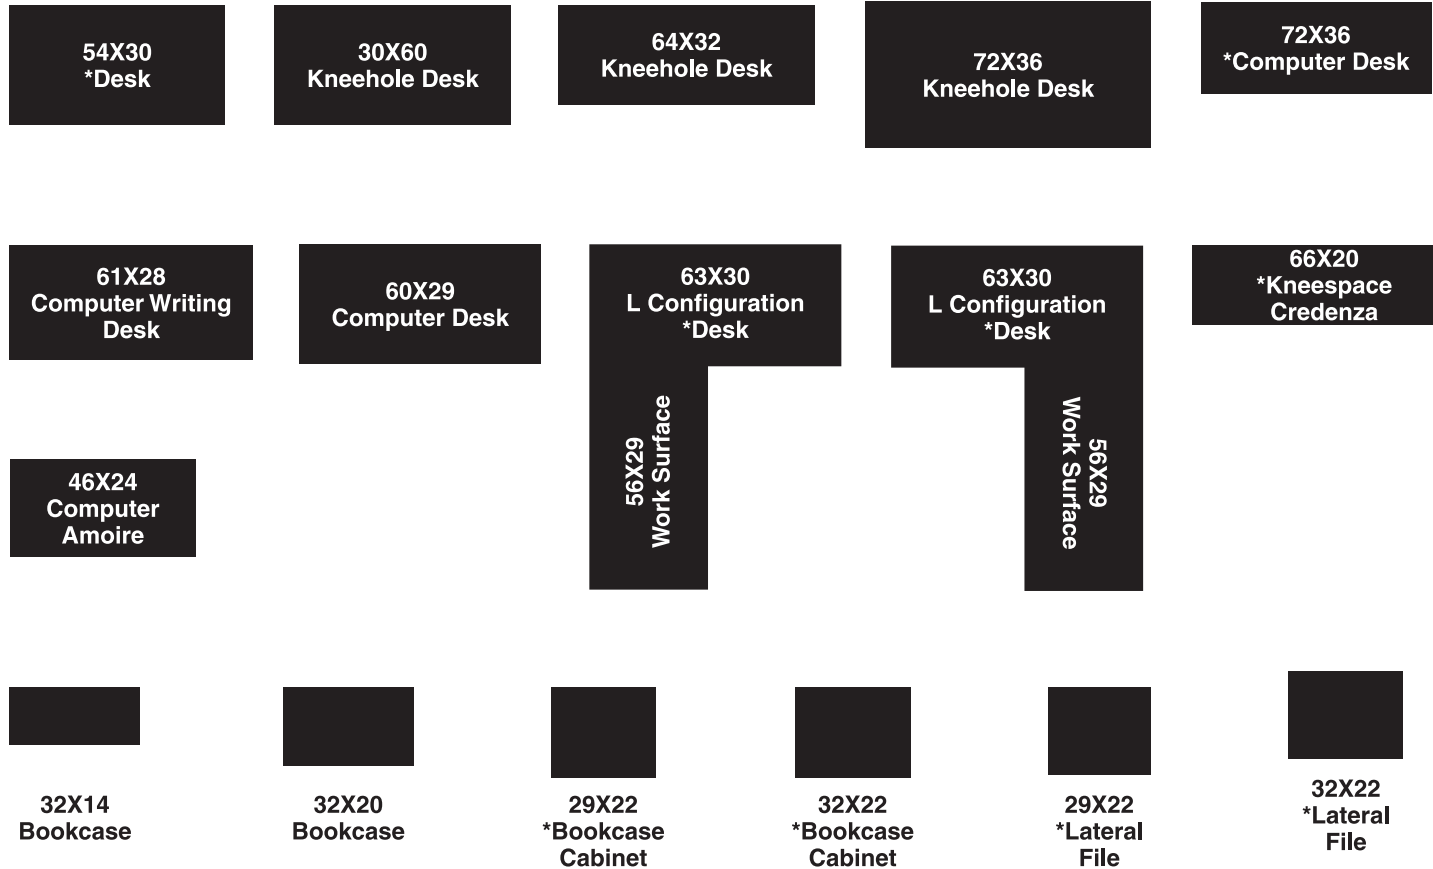 54X30
*Desk
30X60
Kneehole Desk
64X32
Kneehole Desk
72X36
Kneehole Desk
72X36
*Computer Desk
61X28
Computer Writing
Desk
60X29
Computer Desk
63X30
L Configuration
*Desk
56X29
Work Surface
63X30
L Configuration
*Desk
56X29
Work Surface
66X20
*Kneespace
Credenza
46X24
Computer
Amoire
32X14
Bookcase
32X20
Bookcase
29X22
*Bookcase
Cabinet
32X22
*Bookcase
Cabinet
29X22
*Lateral
File
32X22
*Lateral
File